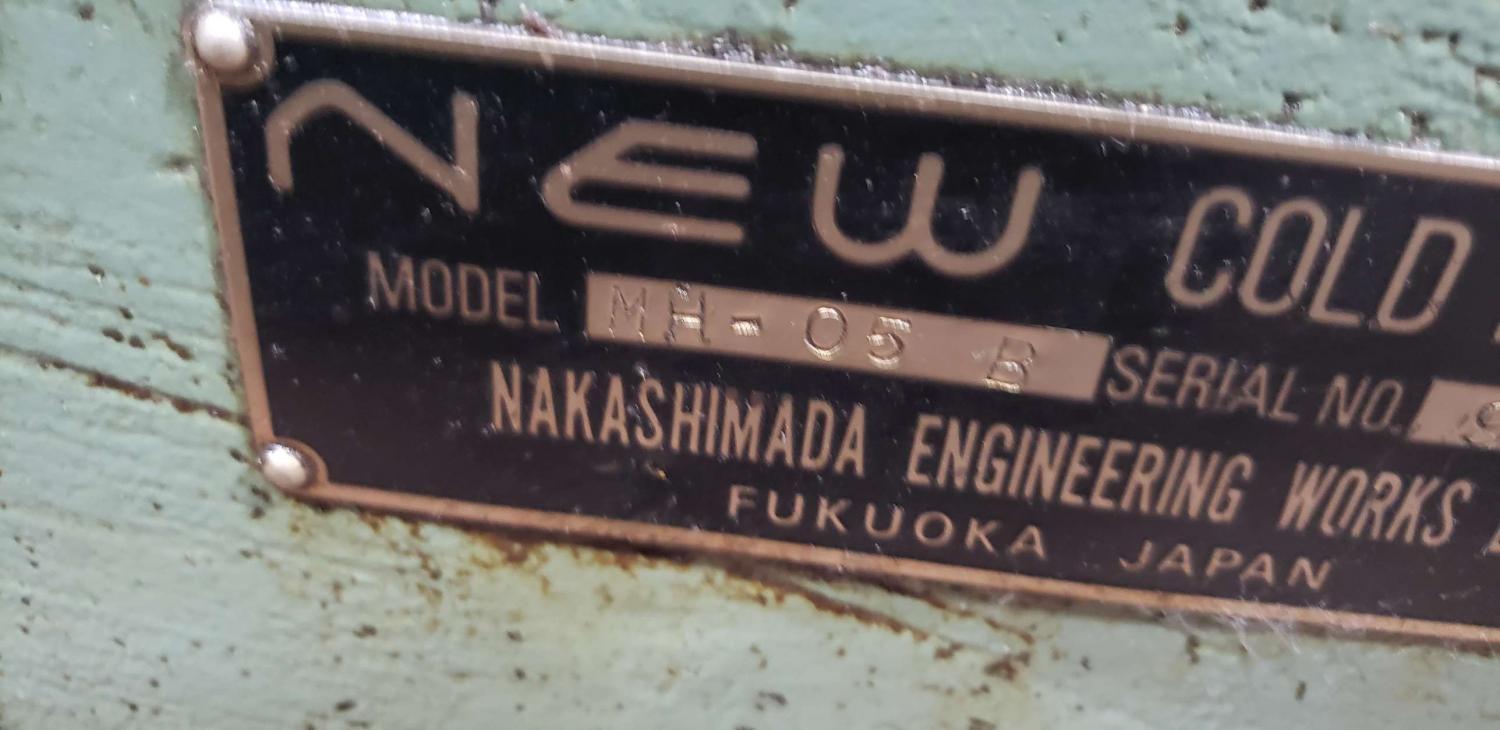 NEW COLD
MODEL MH-05 B SERIAL NO.
NAKASHIMADA ENGINEERING WORKS
FUKUOKA JAPAN